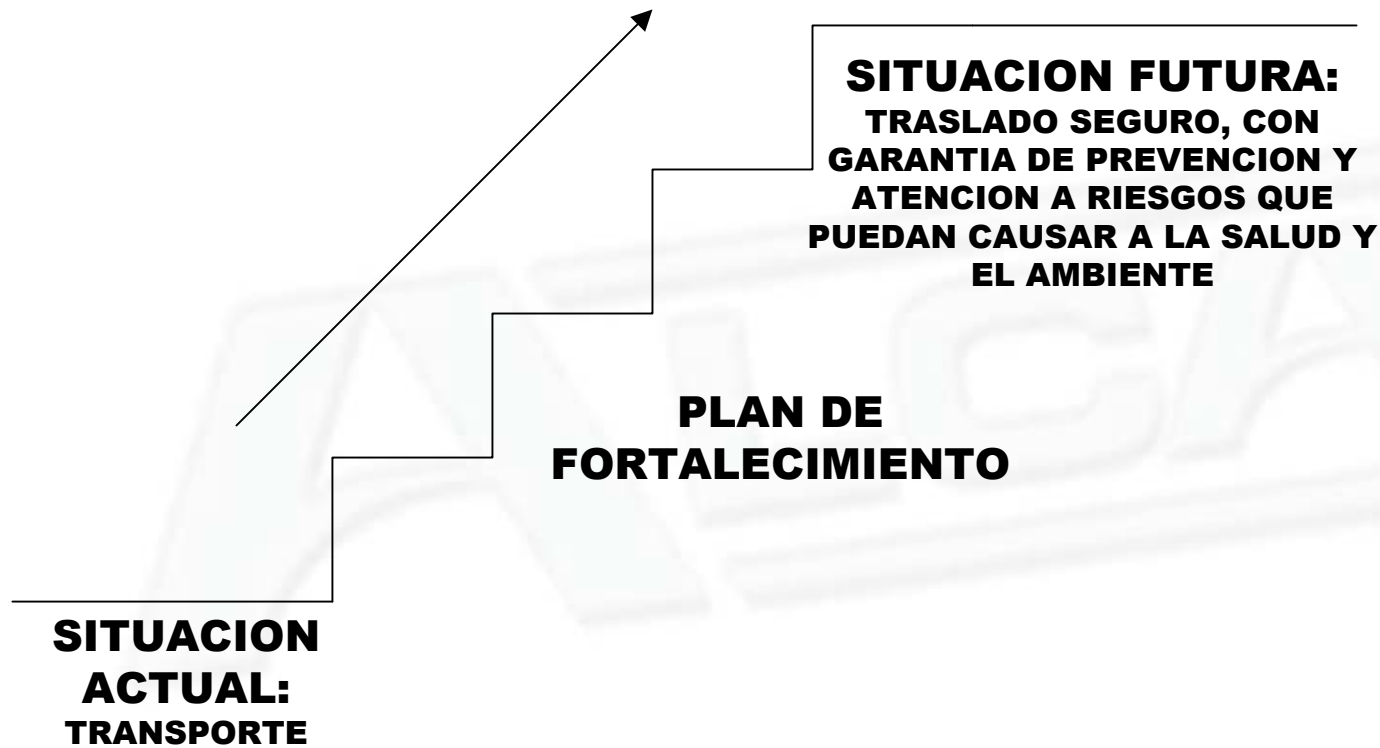 SITUACION FUTURA:
TRASLADO SEGURO, CON
GARANTIA DE PREVENCION Y
ATENCION A RIESGOS QUE
PUEDAN CAUSAR A LA SALUD Y
EL AMBIENTE
PLAN DE
FORTALECIMIENTO
SITUACION
ACTUAL:
TRANSPORTE